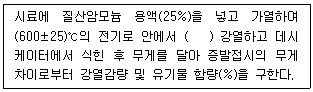 시료에 질산암모늄 용액(25%)을 넣고 가열하여
(600±25)℃의 전기로 안에서 (   ) 강열하고 데시
케이터에서 식힌 후 무게를 달아 증발접시의 무게
차이로부터 강열감량 및 유기물 함량(%)을 구한다.